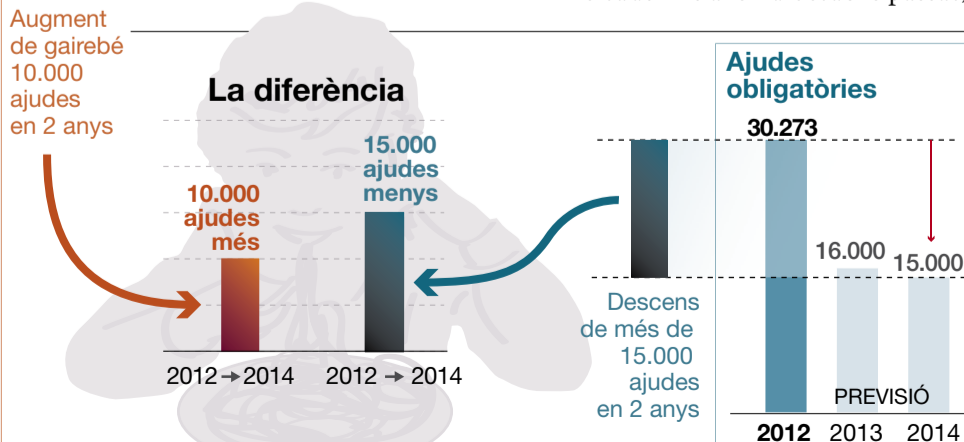 Augment
de gairebé
10.000
ajudes
en 2 anys
La diferència
10.000
ajudes
més
15.000
ajudes
menys
2012 → 2014
2012 → 2014
Descens
de més de
15.000
ajudes
en 2 anys
Ajudes
obligatòries
30.273
16.000
15.000
PREVISIÓ
2012 2013 2014